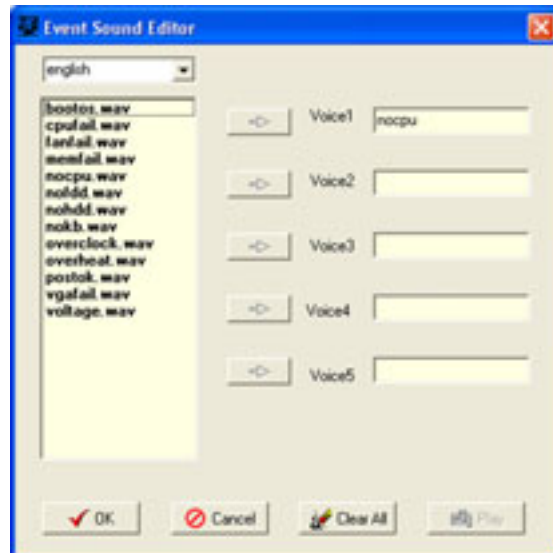 Event Sound Editor
english
bootos.wav
cpufail.wav
fanfail.wav
memfail.wav
nocpu.wav
nofdd.wav
nohdd.wav
nokb.wav
overclock.wav
overheat.wav
postok.wav
vgafail.wav
voltage.wav
Voice1 nocpu
Voice2
Voice3
Voice4
Voice5
OK Cancel Clear All Play